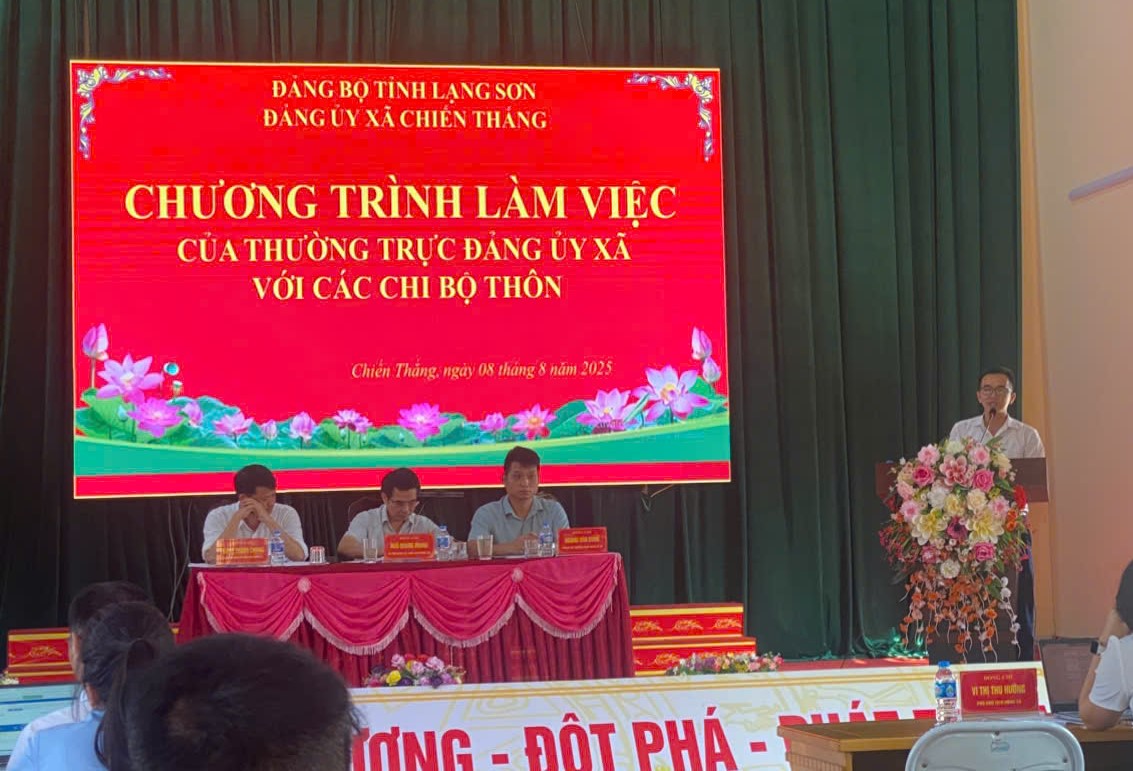 ĐẢNG BỘ TỈNH LẠNG SƠN
ĐẢNG ỦY XÃ CHIẾN THẮNG
CHƯƠNG TRÌNH LÀM VIỆC
CỦA THƯỜNG TRỰC ĐẢNG ỦY XÃ
VỚI CÁC CHI BỘ THÔN
Chiến Thắng, ngày 08 tháng 8 năm 2025
ƯƠNG - ĐỘT PHÁ -
ĐỒNG CHÍ
VI THỊ THU HƯỜNG